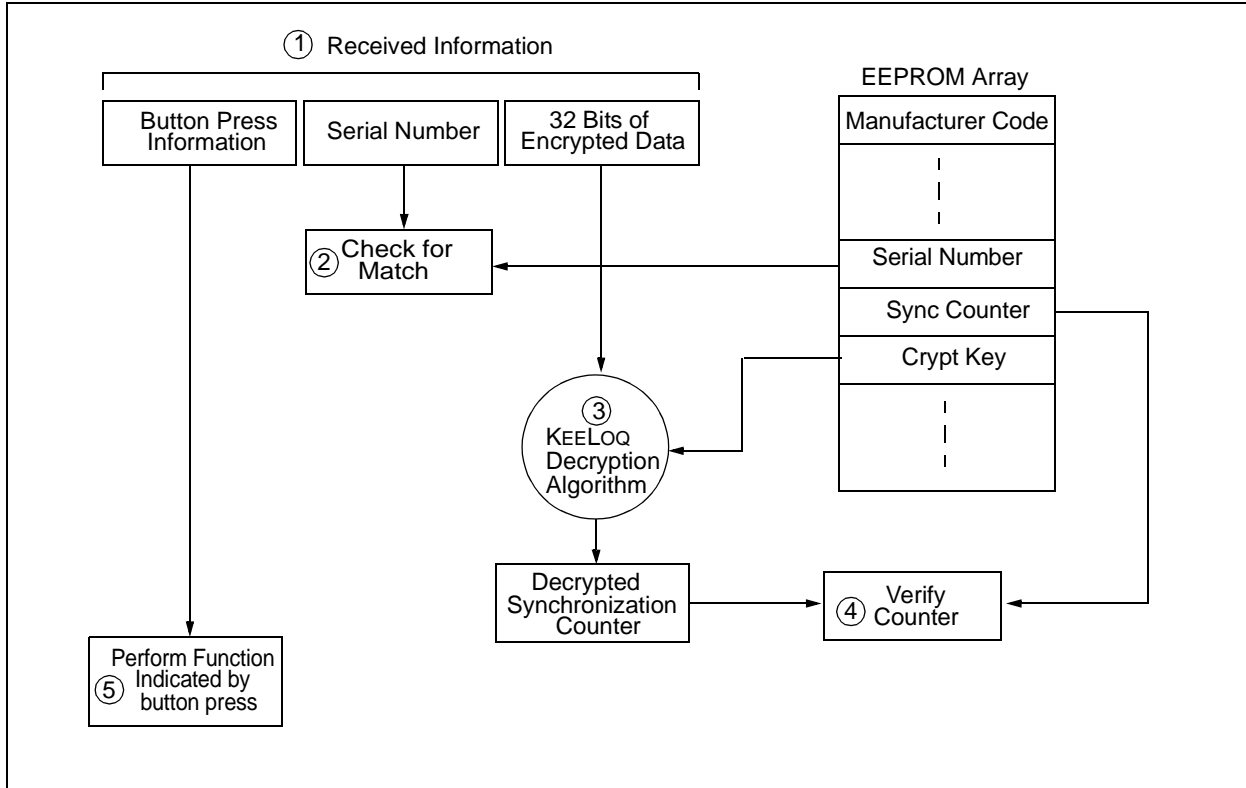 1 Received Information
EEPROM Array
Button Press
Information
Serial Number
32 Bits of
Encrypted Data
Manufacturer Code
2 Check for
Match
Serial Number
Sync Counter
Crypt Key
3
KEELOQ
Decryption
Algorithm
Decrypted
Synchronization
Counter
4 Verify
Counter
Perform Function
5 Indicated by
button press